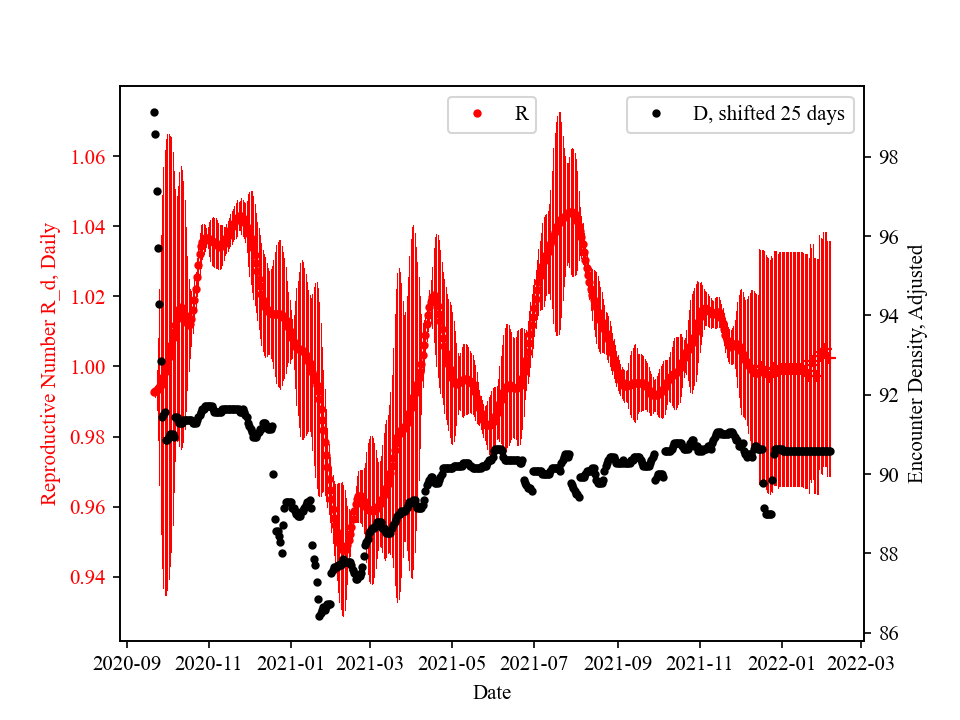 R
D, shifted 25 days
Reproductive Number R_d, Daily
1.06
1.04
1.02
1.00
0.98
0.96
0.94
98
96
94
92
90
88
86
Encounter Density, Adjusted
2020-09 2020-11 2021-01 2021-03 2021-05 2021-07 2021-09 2021-11 2022-01 2022-03
Date